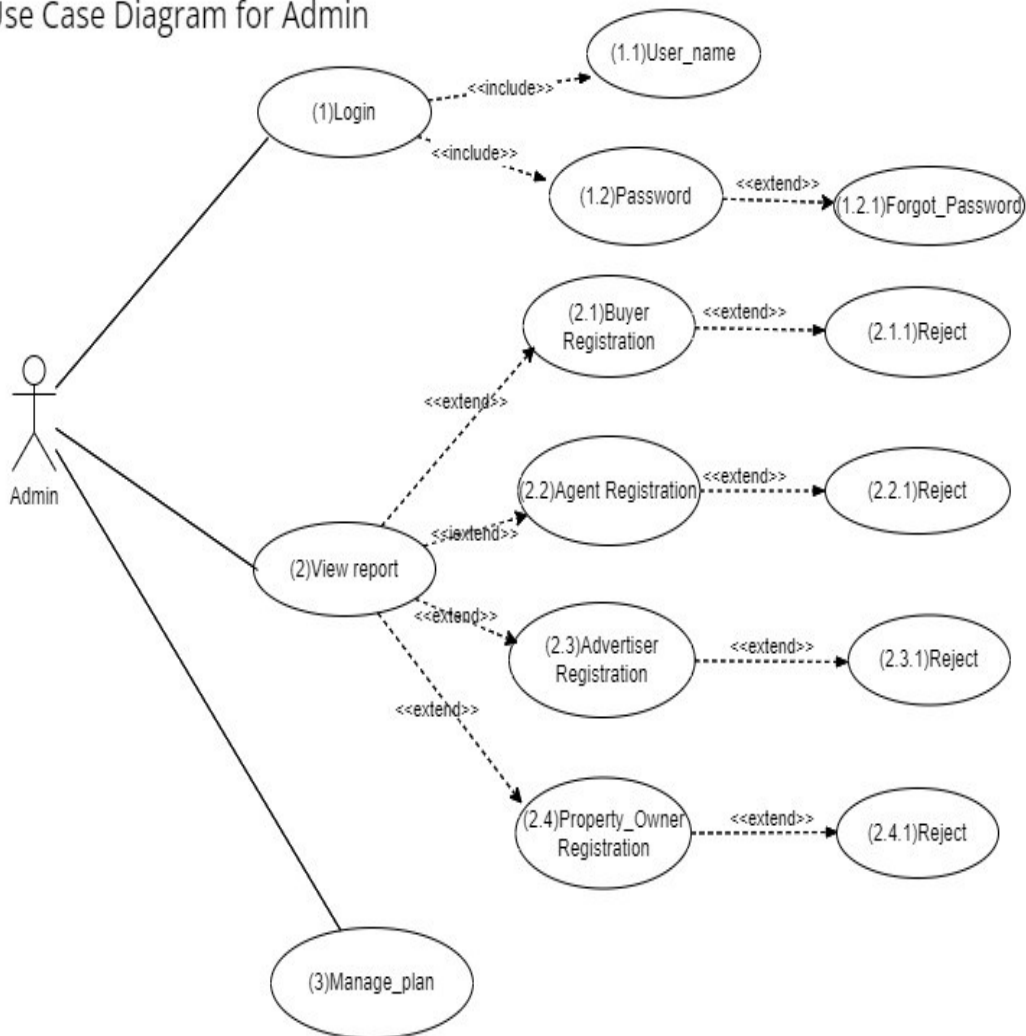 Use Case Diagram for Admin
(1.1)User_name
<<include>>
(1)Login
<<include>>
(1.2)Password
<<extend>>
(1.2.1)Forgot_Password
(2.1)Buyer
Registration
<<extend>>
(2.1.1)Reject
<<extend>>
Admin
(2.2)Agent Registration
<<extend>>
(2.2.1)Reject
<<extend>>
(2)View report
<<extend>>
(2.3)Advertiser
Registration
<<extend>>
(2.3.1)Reject
<<extend>>
(2.4)Property_Owner
Registration
<<extend>>
(2.4.1)Reject
(3)Manage_plan